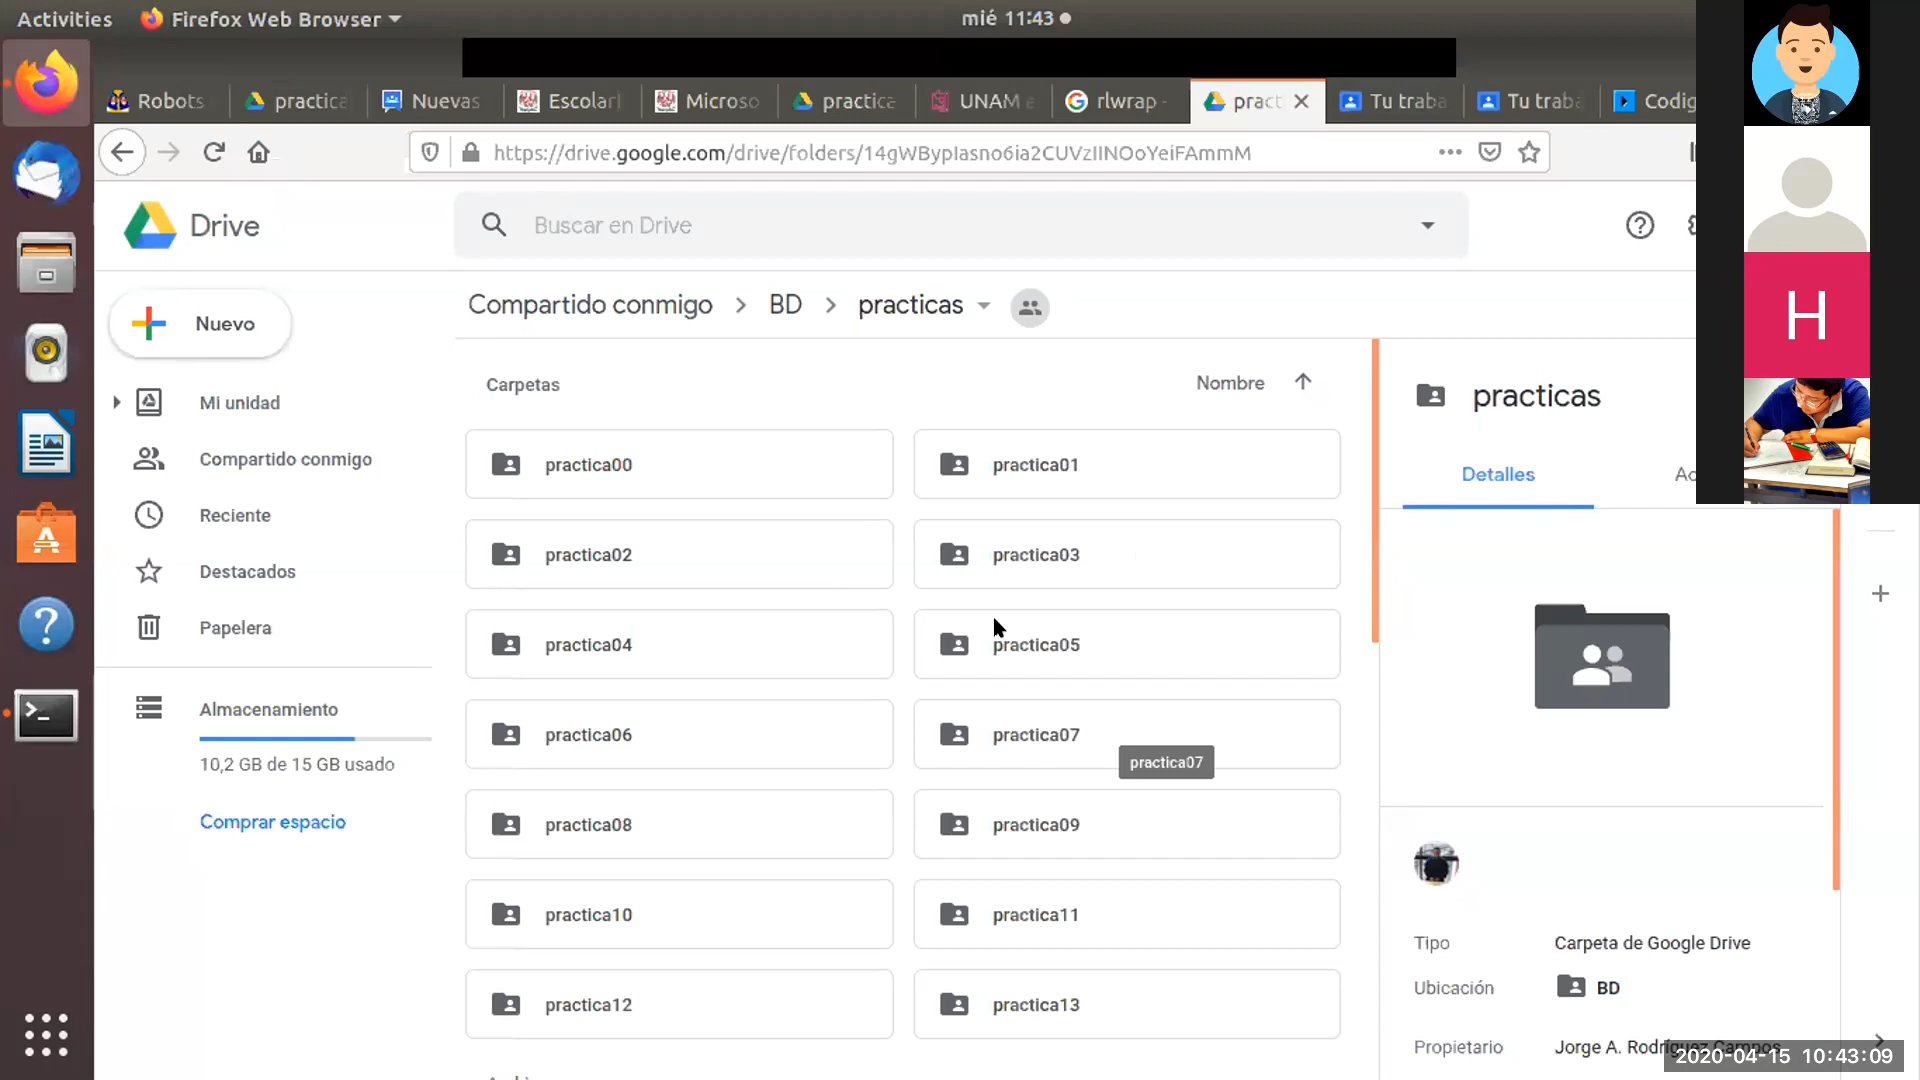 Activities
Firefox Web Browser
mié 11:43
Robots
practica
Nuevas
Escolar
Microso
practica
UNAM
rlwrap -
pract
Tu traba
Tu traba
Codig
https://drive.google.com/drive/folders/14gWBypIasno6ia2CUVzIINOoYeiFAmmM
Drive
Buscar en Drive
H
Compartido conmigo > BD > practicas
Nuevo
Mi unidad
Compartido conmigo
Reciente
Destacados
Papelera
Almacenamiento
10,2 GB de 15 GB usado
Comprar espacio
Carpetas
Nombre
practica00
practica01
practica02
practica03
practica04
practica05
practica06
practica07
practica07
practica08
practica09
practica10
practica11
practica12
practica13
practicas
Detalles
Ac
Tipo
Carpeta de Google Drive
Ubicación
BD
Propietario
Jorge A. Rodríguez Campos
2020-04-15 10:43:09